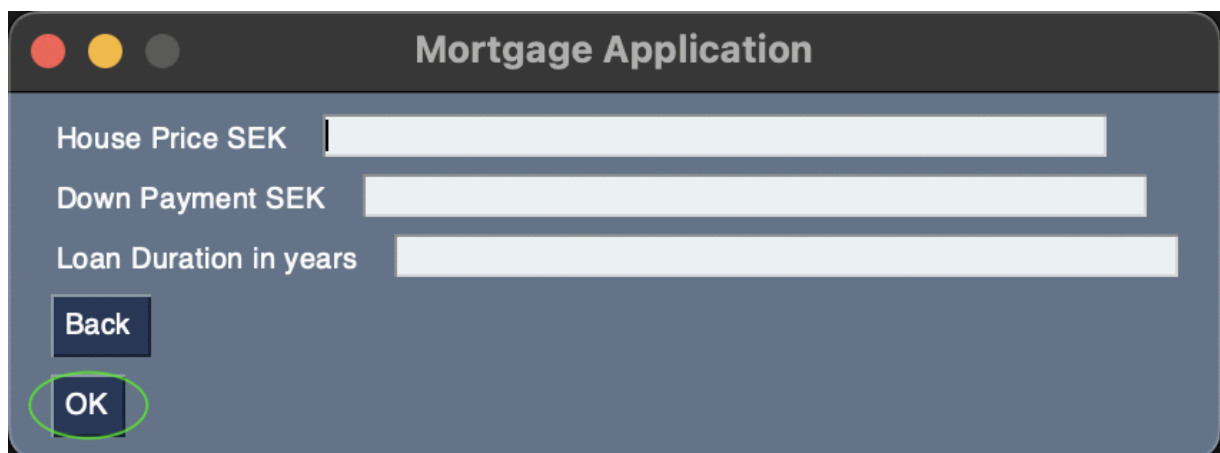 Mortgage Application
House Price SEK
Down Payment SEK
Loan Duration in years
Back
OK